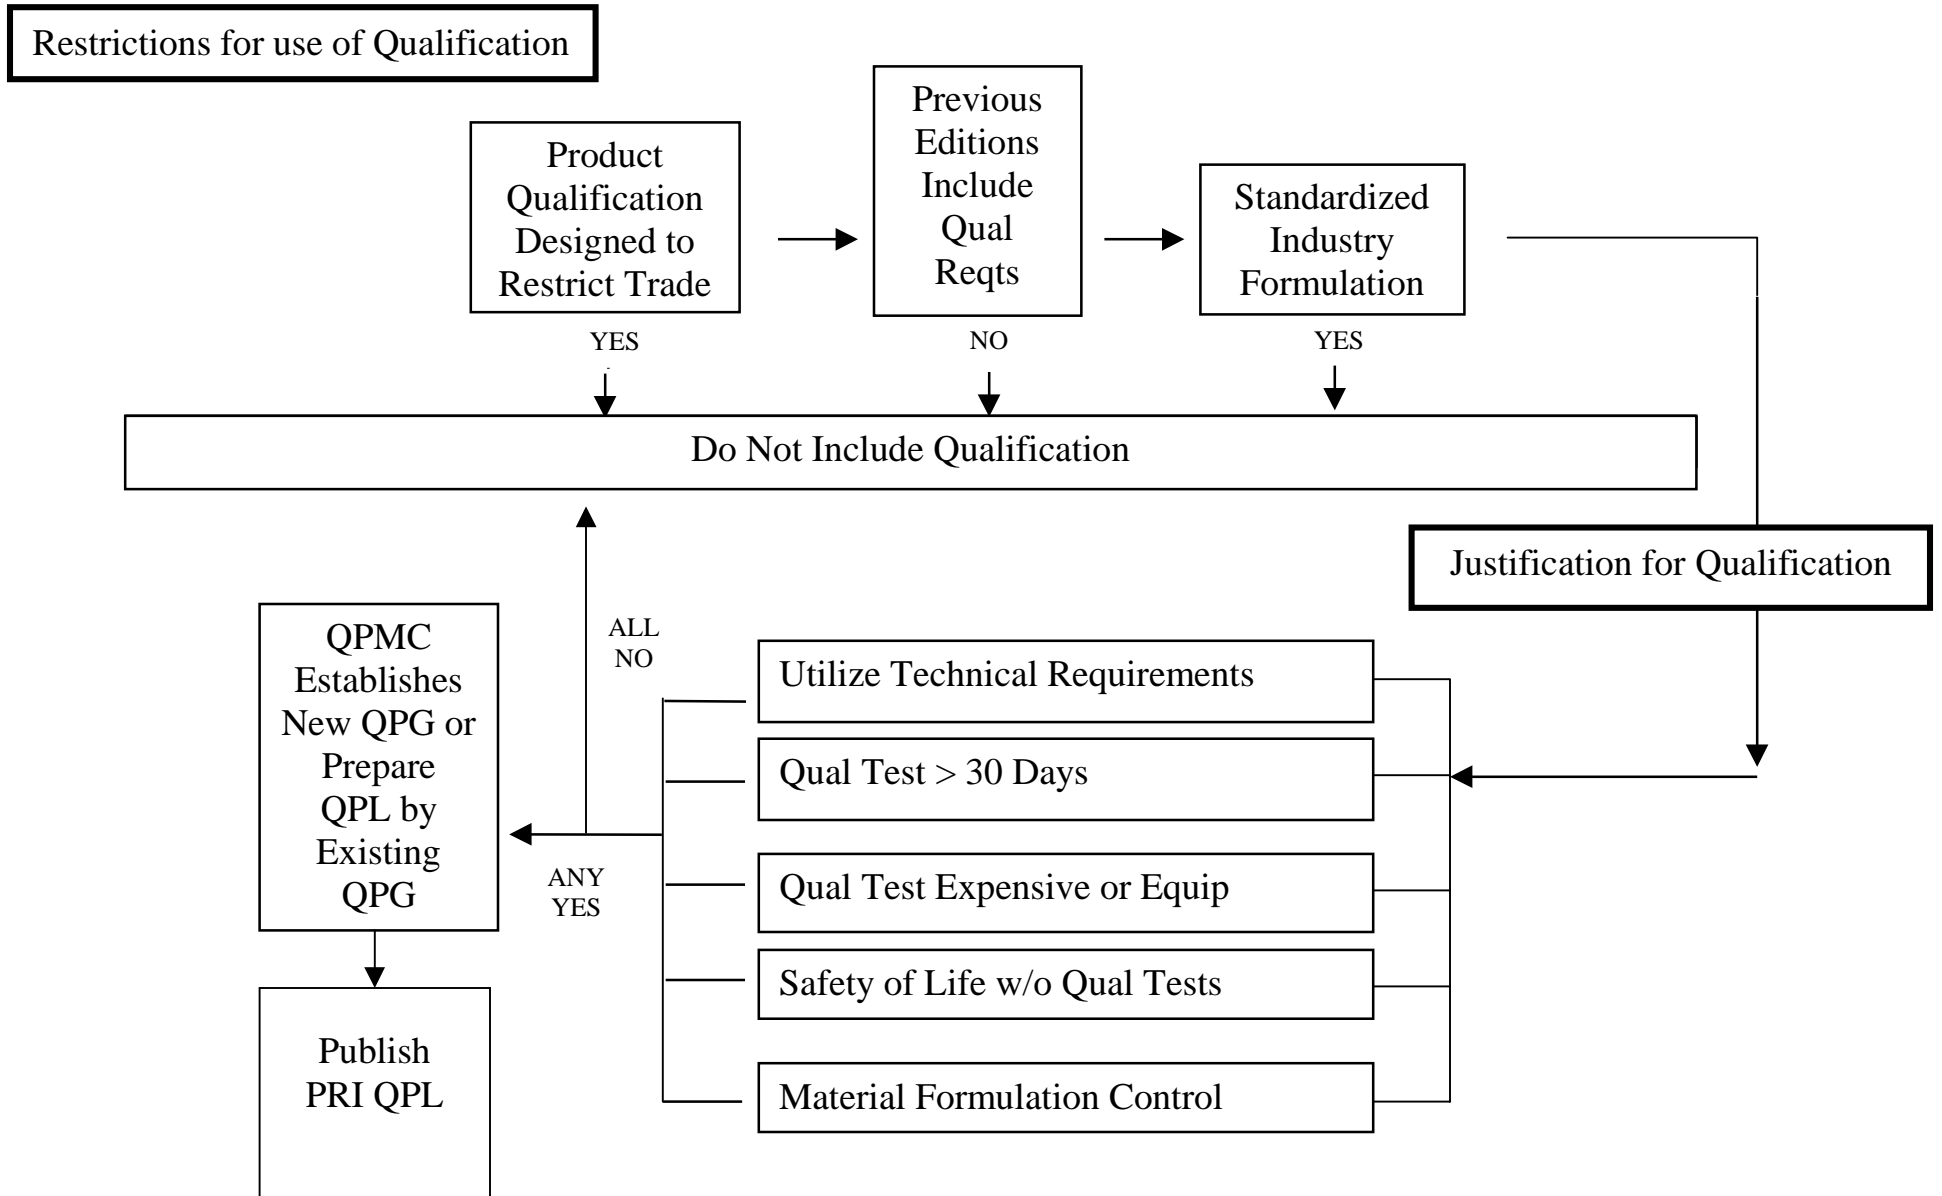 Restrictions for use of Qualification
Product
Qualification
Designed to
Restrict Trade
Previous
Editions
Include
Qual
Reqts
Standardized
Industry
Formulation
YES
NO
YES
Do Not Include Qualification
Justification for Qualification
QPMC
Establishes
New QPG or
Prepare
QPL by
Existing
QPG
ALL
NO
ANY
YES
Utilize Technical Requirements
Qual Test > 30 Days
Qual Test Expensive or Equip
Safety of Life w/o Qual Tests
Material Formulation Control
Publish
PRI QPL